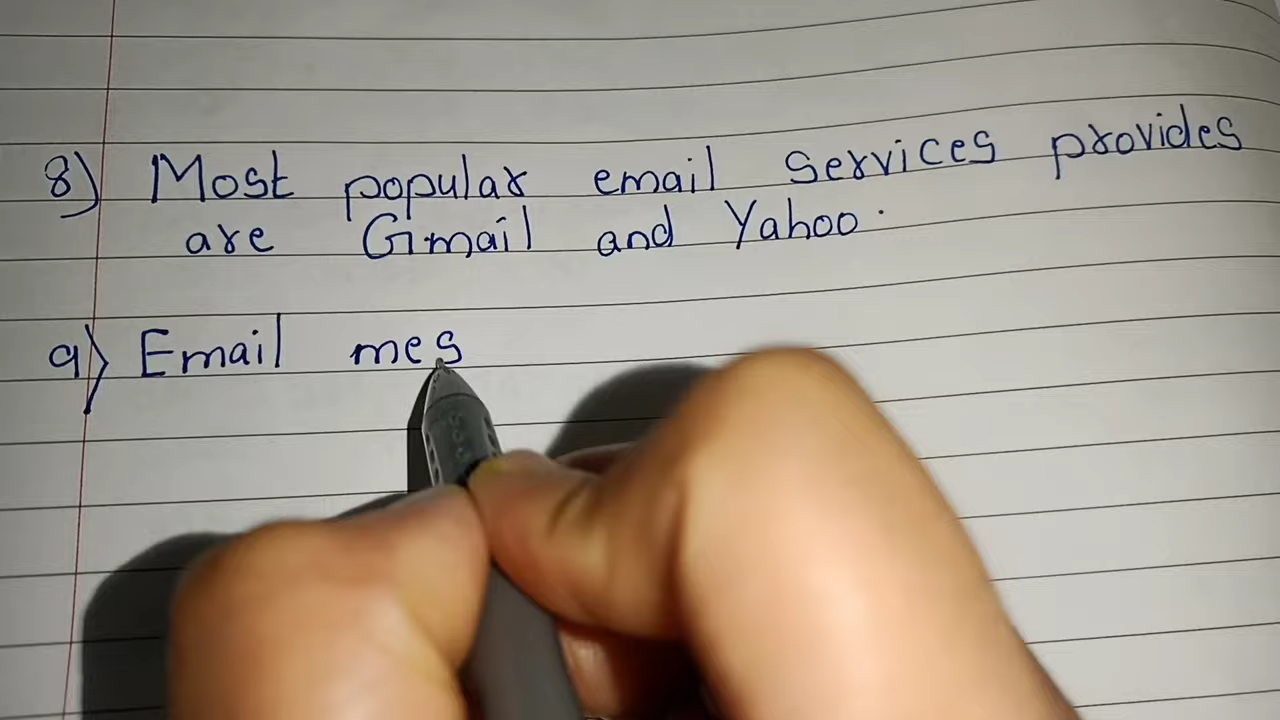 8) Most popular email services provides
are Gmail and Yahoo.
9) Email mes